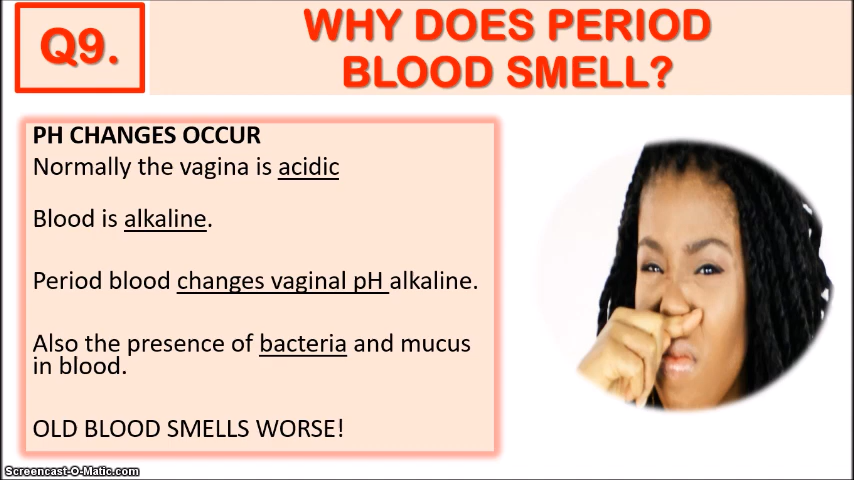 Q9.
WHY DOES PERIOD
BLOOD SMELL?
PH CHANGES OCCUR
Normally the vagina is acidic
Blood is alkaline.
Period blood changes vaginal pH alkaline.
Also the presence of bacteria and mucus
in blood.
OLD BLOOD SMELLS WORSE!
Screencast-O-Matic.com